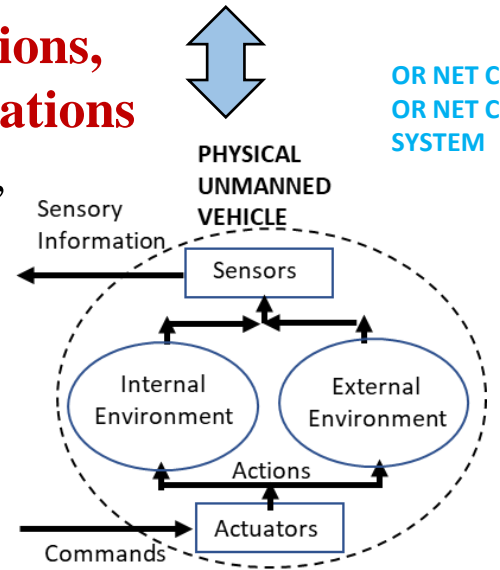 ions,
ations
,
OR NET C
OR NET C
SYSTEM
PHYSICAL
UNMANNED
VEHICLE
Sensory
Information
Sensors
Internal
Environment
External
Environment
Actions
Actuators
Commands